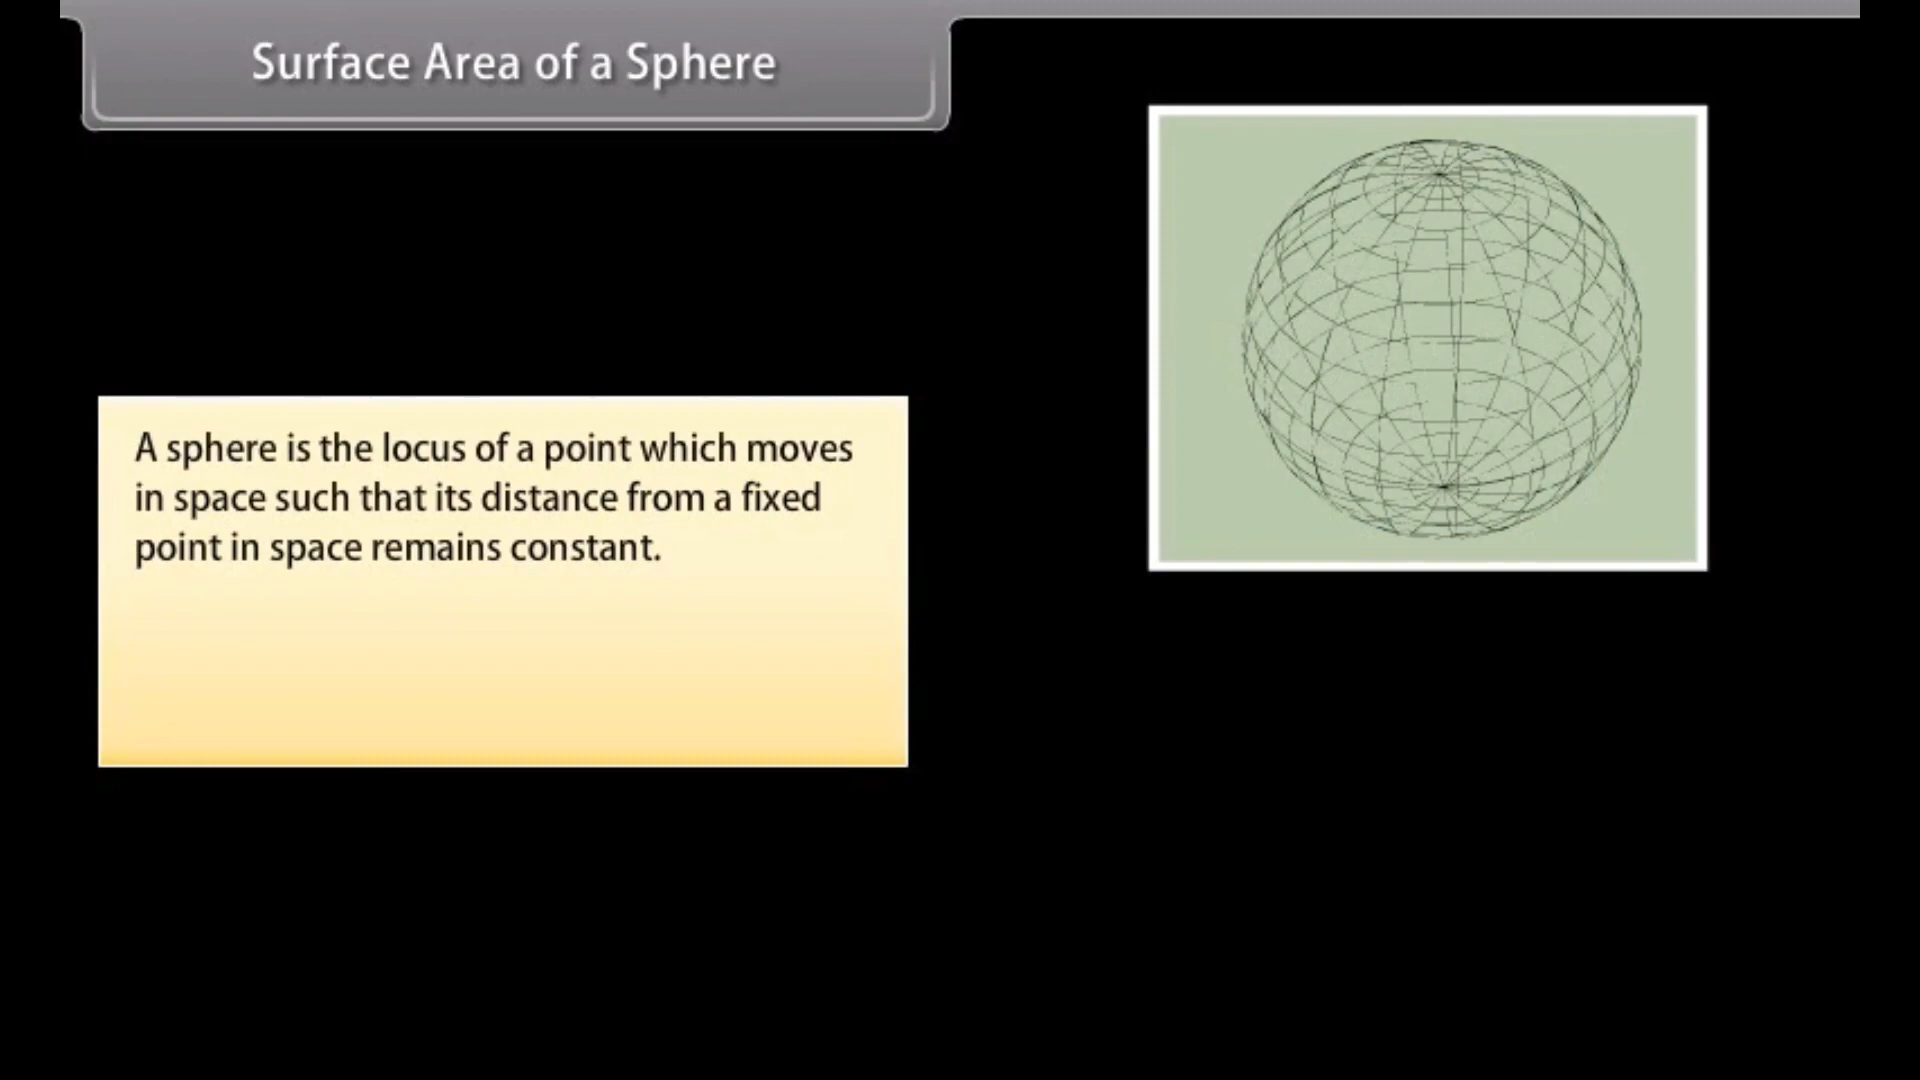 Surface Area of a Sphere
A sphere is the locus of a point which moves
in space such that its distance from a fixed
point in space remains constant.